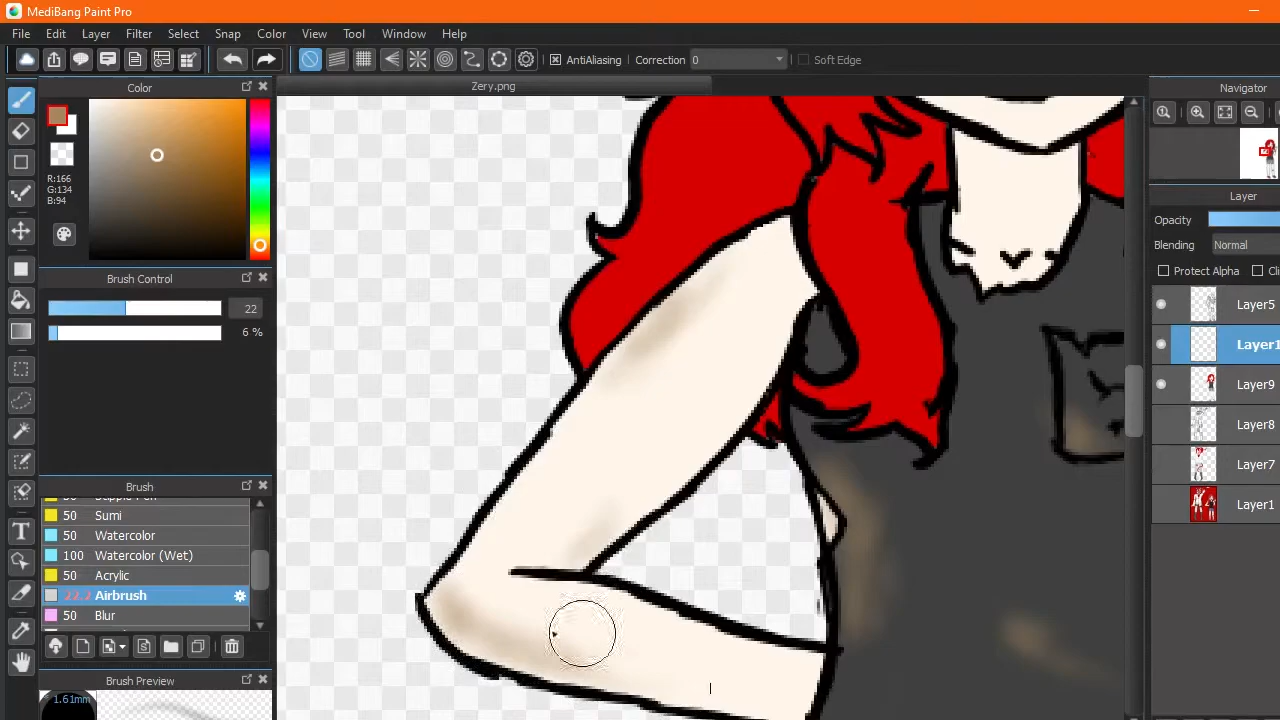 MediBang Paint Pro
File Edit Layer Filter Select Snap Color View Tool Window Help
AntiAliasing Correction 0 Soft Edge
Color Zery.png Navigator
R:166
G:134
B:94
Layer
Opacity
Blending Normal
Protect Alpha
Brush Control
22
6 %
Layer5
Layer1
Layer9
Layer8
Layer7
Layer1
Brush
50 Sumi
50 Watercolor
100 Watercolor (Wet)
50 Acrylic
22.2 Airbrush
50 Blur
Brush Preview
1.61mm